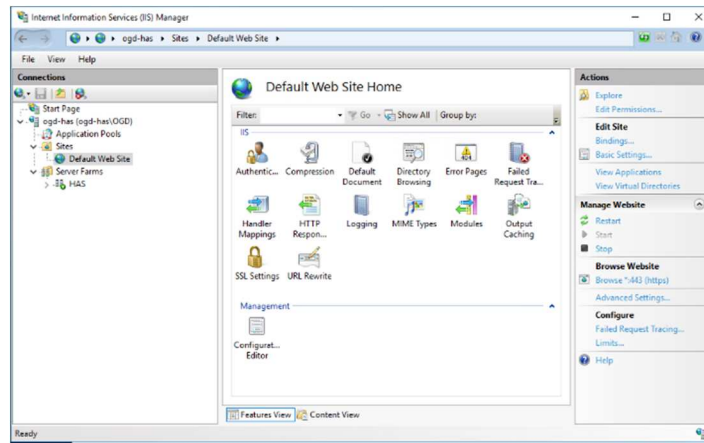 Internet Information Services (IIS) Manager
ogd-has Sites Default Web Site
File View Help
Connections
Start Page
ogd-has (ogd-has\OGD)
Application Pools
Sites
Default Web Site
Server Farms
HAS
Default Web Site Home
Filter: Go Show All Group by:
IIS
Authentic... Compression Default Document Directory Browsing Error Pages Failed Request Tra...
Handler Mappings HTTP Respon... Logging MIME Types Modules Output Caching
SSL Settings URL Rewrite
Management
Configurat... Editor
Features View Content View
Actions
Explore
Edit Permissions...
Edit Site
Bindings...
Basic Settings...
View Applications
View Virtual Directories
Manage Website
Restart
Start
Stop
Browse Website
Browse *:443 (https)
Advanced Settings...
Configure
Failed Request Tracing...
Limits...
Help
Ready